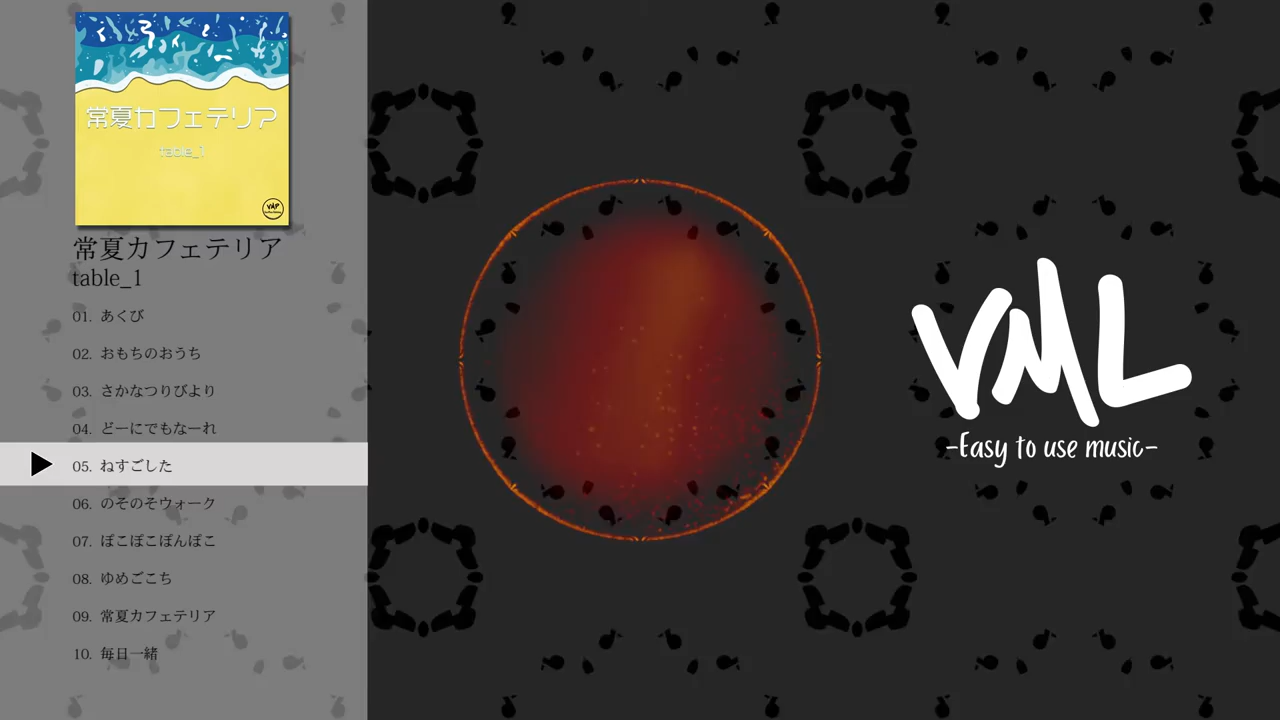 常夏カフェテリア
table_1
VMP
常夏カフェテリア
table_1
01. あくび
02. おもちのおうち
03. さかなつりびより
04. どーにでもなーれ
05. ねすごした
06. のそのそウォーク
07. ぽこぽこぽんぽこ
08. ゆめごこち
09. 常夏カフェテリア
10. 毎日一緒
VML
-Easy to use music-